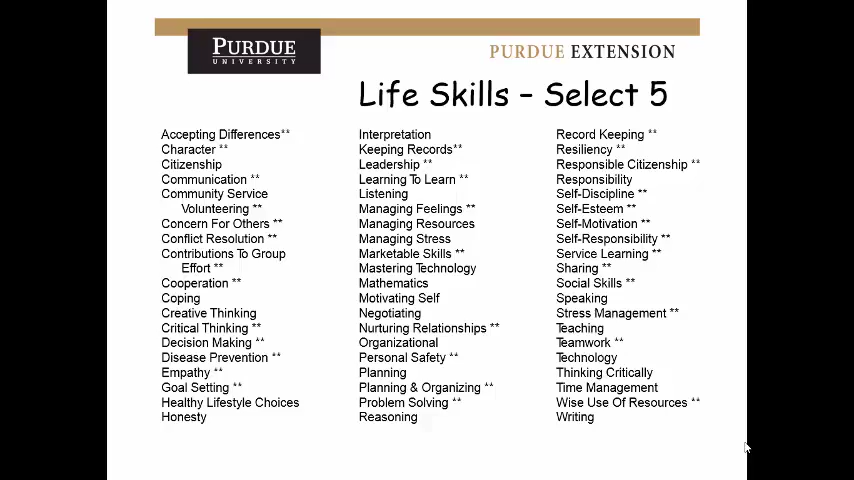 PURDUE
UNIVERSITY
PURDUE EXTENSION
Life Skills – Select 5
Accepting Differences**
Character **
Citizenship
Communication **
Community Service
Volunteering **
Concern For Others **
Conflict Resolution **
Contributions To Group
Effort **
Cooperation **
Coping
Creative Thinking
Critical Thinking **
Decision Making **
Disease Prevention **
Empathy **
Goal Setting **
Healthy Lifestyle Choices
Honesty
Interpretation
Keeping Records**
Leadership **
Learning To Learn **
Listening
Managing Feelings **
Managing Resources
Managing Stress
Marketable Skills **
Mastering Technology
Mathematics
Motivating Self
Negotiating
Nurturing Relationships **
Organizational
Personal Safety **
Planning
Planning & Organizing **
Problem Solving **
Reasoning
Record Keeping **
Resiliency **
Responsible Citizenship **
Responsibility
Self-Discipline **
Self-Esteem **
Self-Motivation **
Self-Responsibility **
Service Learning **
Sharing **
Social Skills **
Speaking
Stress Management **
Teaching
Teamwork **
Technology
Thinking Critically
Time Management
Wise Use Of Resources **
Writing